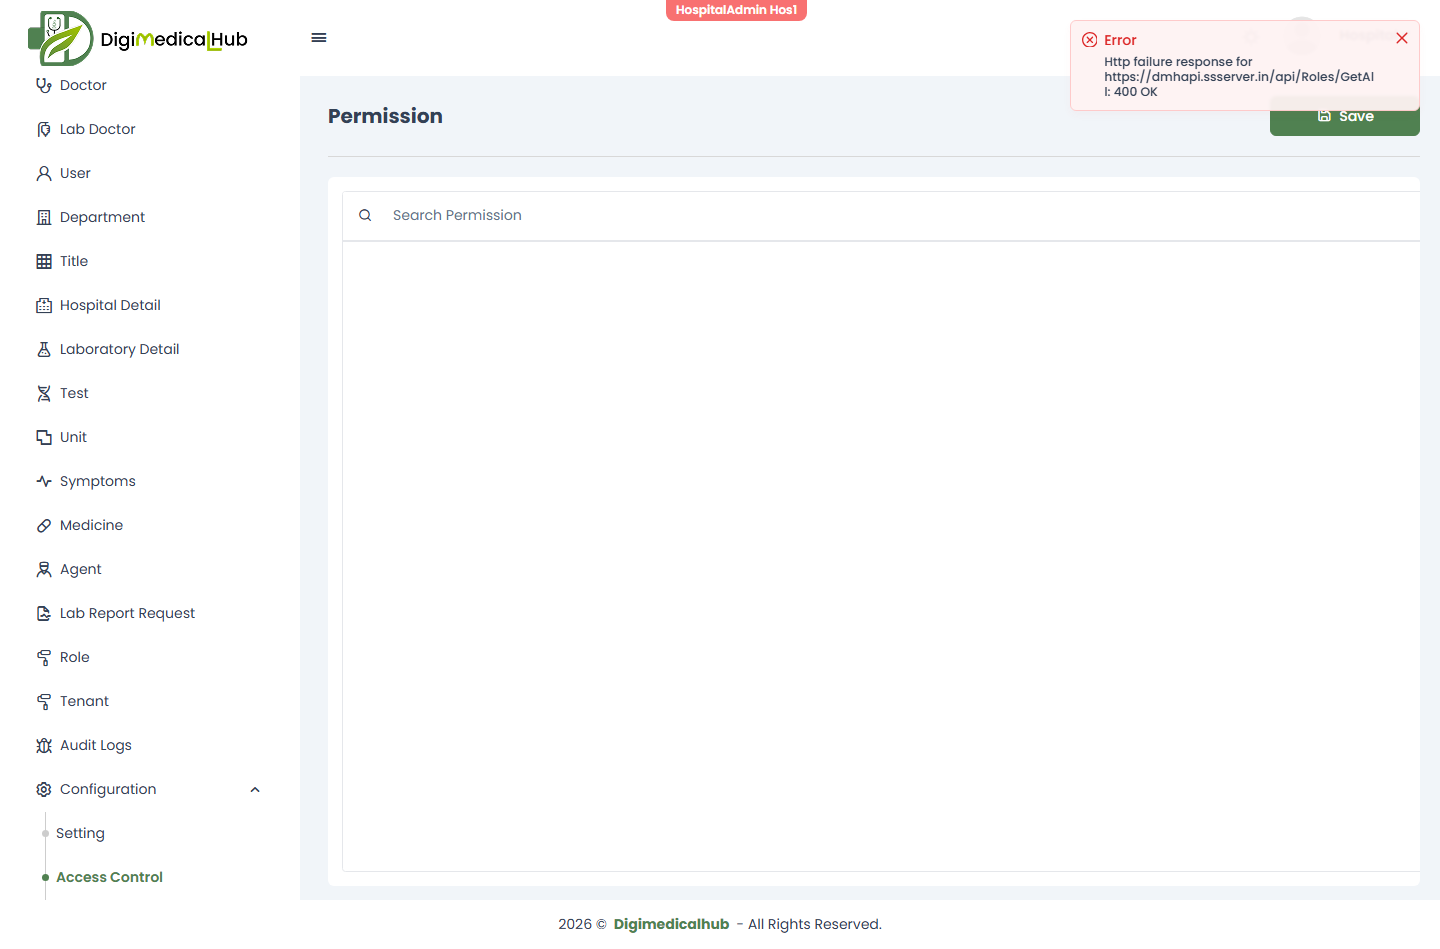 HospitalAdmin Hos1
DigiMedicalHub
Error
Http failure response for
https://dmhapi.ssserver.in/api/Roles/GetAl
l: 400 OK
Doctor
Lab Doctor
User
Department
Title
Hospital Detail
Laboratory Detail
Test
Unit
Symptoms
Medicine
Agent
Lab Report Request
Role
Tenant
Audit Logs
Configuration
Setting
Access Control
Permission
Save
Search Permission
2026 © Digimedicalhub - All Rights Reserved.